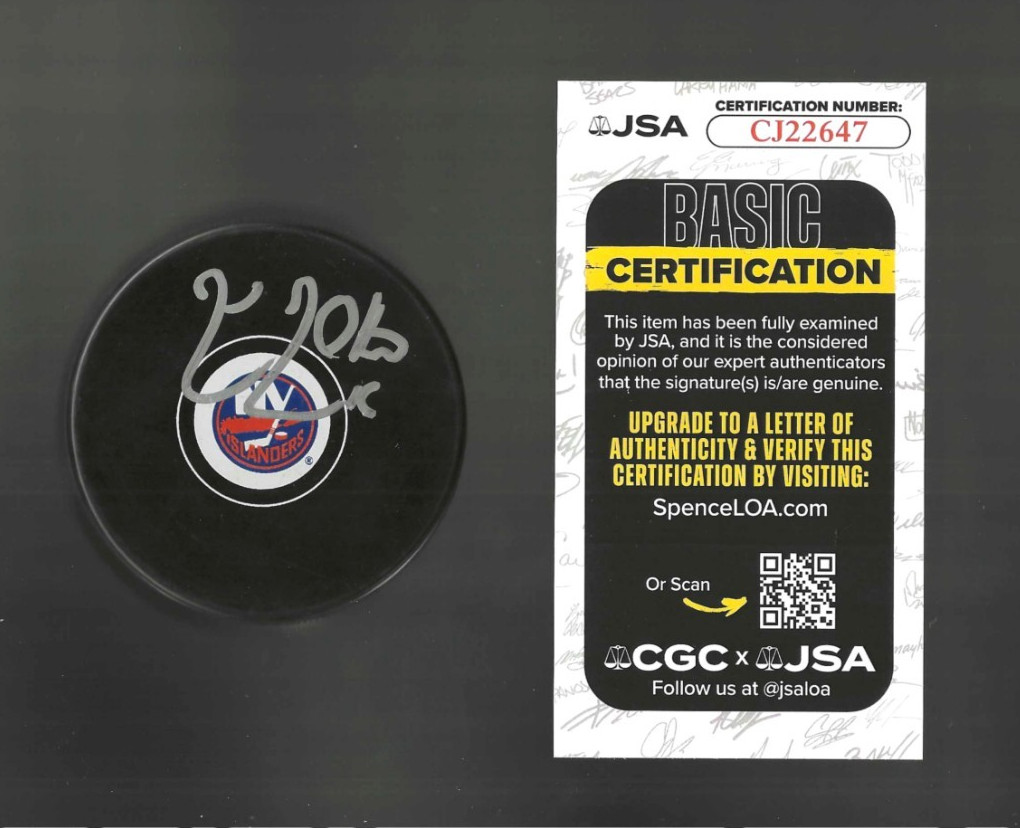 NY
ISLANDERS
®
JSA
CERTIFICATION NUMBER:
CJ22647
BASIC
CERTIFICATION
This item has been fully examined
by JSA, and it is the considered
opinion of our expert authenticators
that the signature(s) is/are genuine.
UPGRADE TO A LETTER OF
AUTHENTICITY & VERIFY THIS
CERTIFICATION BY VISITING:
SpenceLOA.com
Or Scan
CGC x JSA
Follow us at @jsaloa